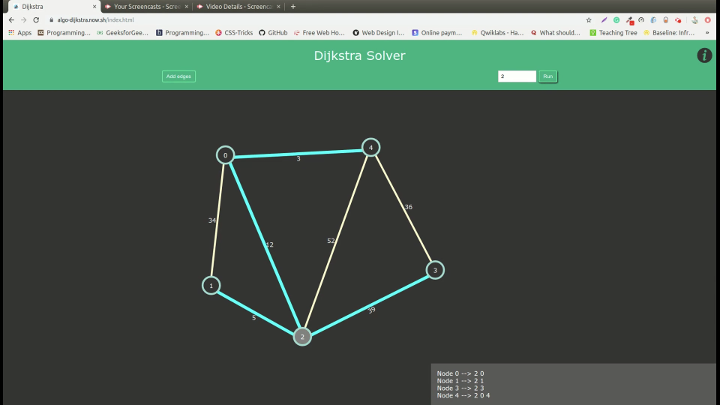 Dijkstra
Your Screencasts - Scree
Video Details - Screenca
algo-dijkstra.now.sh/index.html
Apps
Programming...
GeeksforGee...
Programming...
CSS-Tricks
GitHub
Free Web Ho...
Web Design I...
Online paym...
Qwiklabs - Ha...
What should...
Teaching Tree
Baseline: Infr...
»
Dijkstra Solver
i
Add edges
2
Run
4
0
3
36
34
52
12
3
1
39
5
2
Node 0 --> 2 0
Node 1 --> 2 1
Node 3 --> 2 3
Node 4 --> 2 0 4